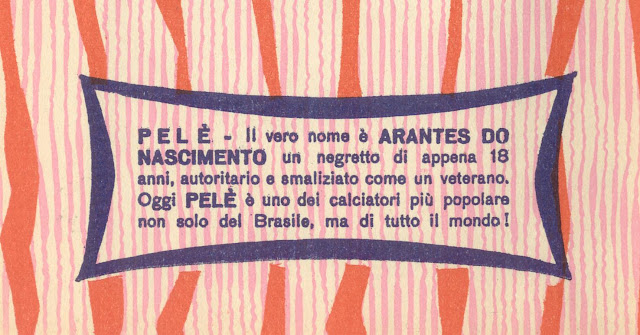 PELÈ - Il vero nome è ARANTES DO
NASCIMENTO un negretto di appena 18
anni, autoritario e smaliziato come un veterano.
Oggi PELÈ è uno dei calciatori più popolare
non solo del Brasile, ma di tutto il mondo!